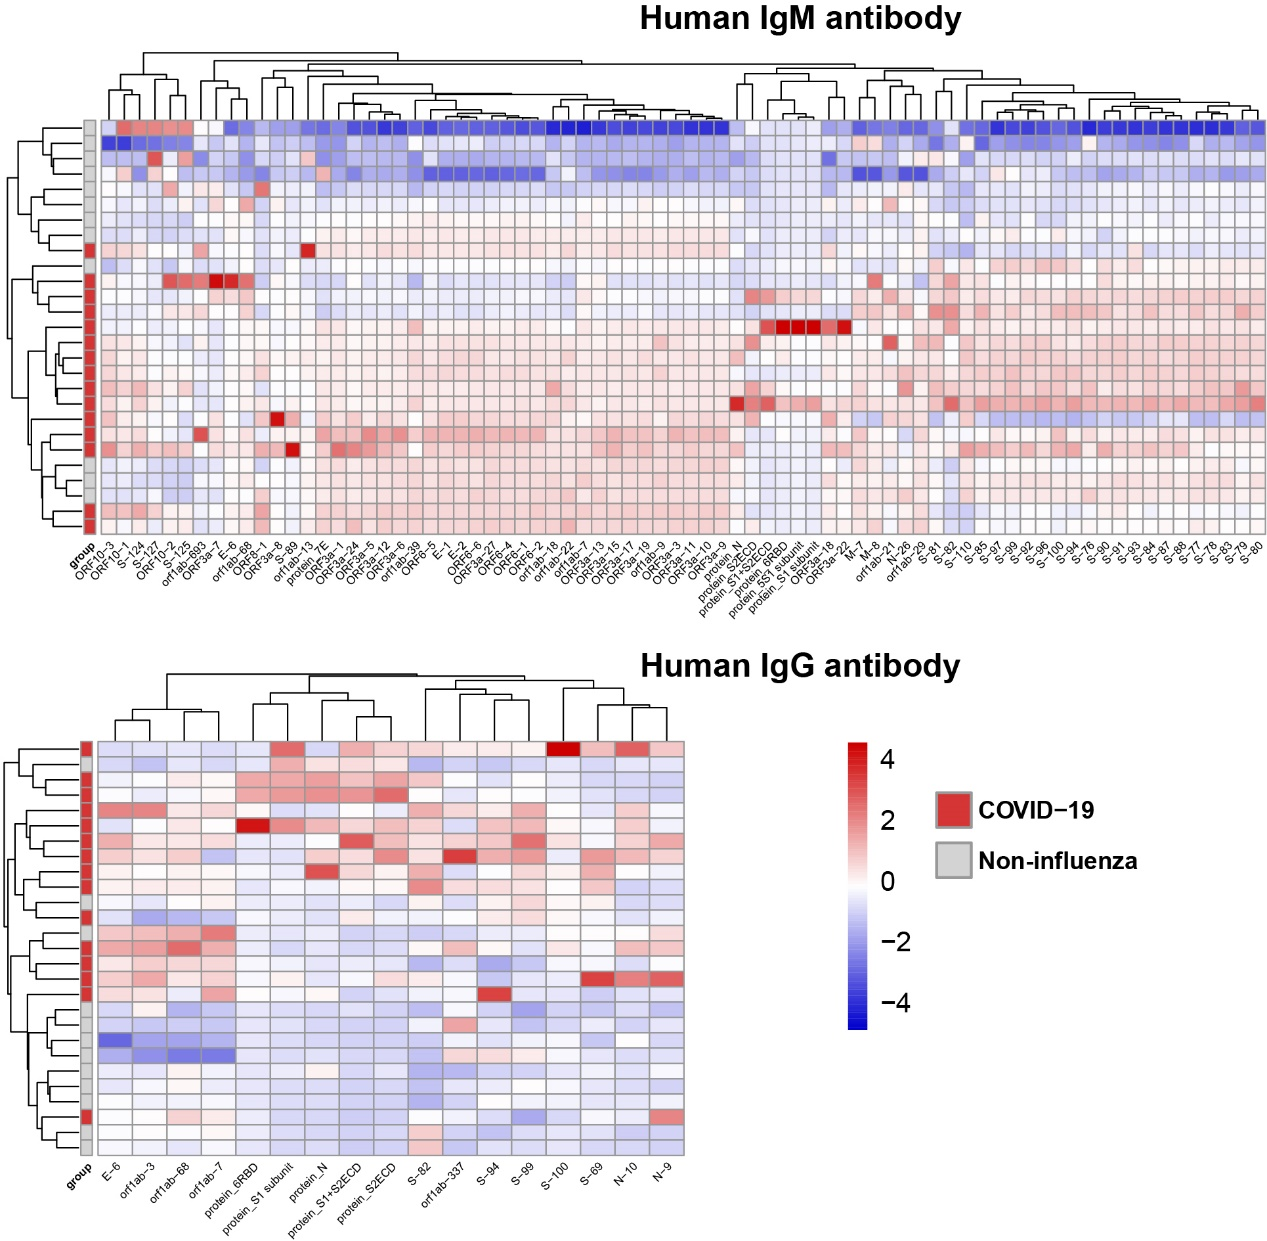 Human IgM antibody
group
ORF10−3
ORF10−1
S−124
S−127
ORF10−2
S−125
orf1ab−693
ORF3a−7
E−6
orf1ab−68
ORF8−1
ORF3a−8
S−89
orf1ab−13
protein_7E
ORF3a−1
ORF3a−24
ORF3a−5
ORF3a−12
ORF3a−6
orf1ab−39
ORF6−5
E−1
E−2
ORF6−6
ORF3a−27
ORF6−4
ORF6−1
ORF6−2
orf1ab−18
orf1ab−22
orf1ab−7
ORF3a−13
ORF3a−15
ORF3a−17
ORF3a−19
orf1ab−9
ORF3a−3
ORF3a−11
ORF3a−10
ORF3a−9
protein_N
protein_S2ECD
protein_S1+S2ECD
protein_6RBD
protein_5S1 subunit
protein_S1 subunit
ORF3a−18
ORF3a−22
M−7
M−8
orf1ab−21
N−26
orf1ab−29
S−81
S−82
S−110
S−85
S−97
S−99
S−92
S−96
S−100
S−94
S−76
S−90
S−91
S−93
S−84
S−87
S−88
S−77
S−78
S−83
S−79
S−80
Human IgG antibody
4
2
0
−2
−4
COVID−19
Non−influenza
group
E−6
orf1ab−3
orf1ab−68
orf1ab−7
protein_6RBD
protein_S1 subunit
protein_N
protein_S1+S2ECD
protein_S2ECD
S−82
orf1ab−337
S−94
S−99
S−100
S−69
N−10
N−9